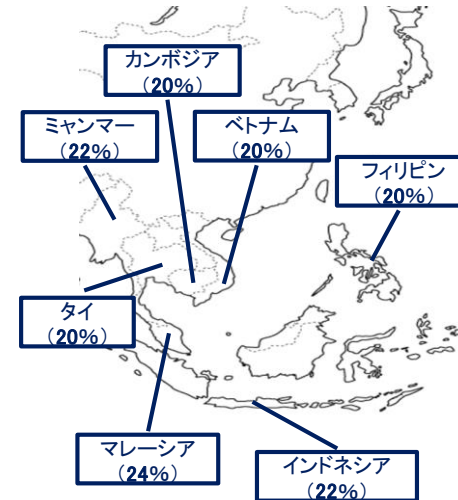 カンボジア
（20%）
ミャンマー
（22%）
ベトナム
（20%）
フィリピン
（20%）
タイ
（20%）
マレーシア
（24%）
インドネシア
（22%）